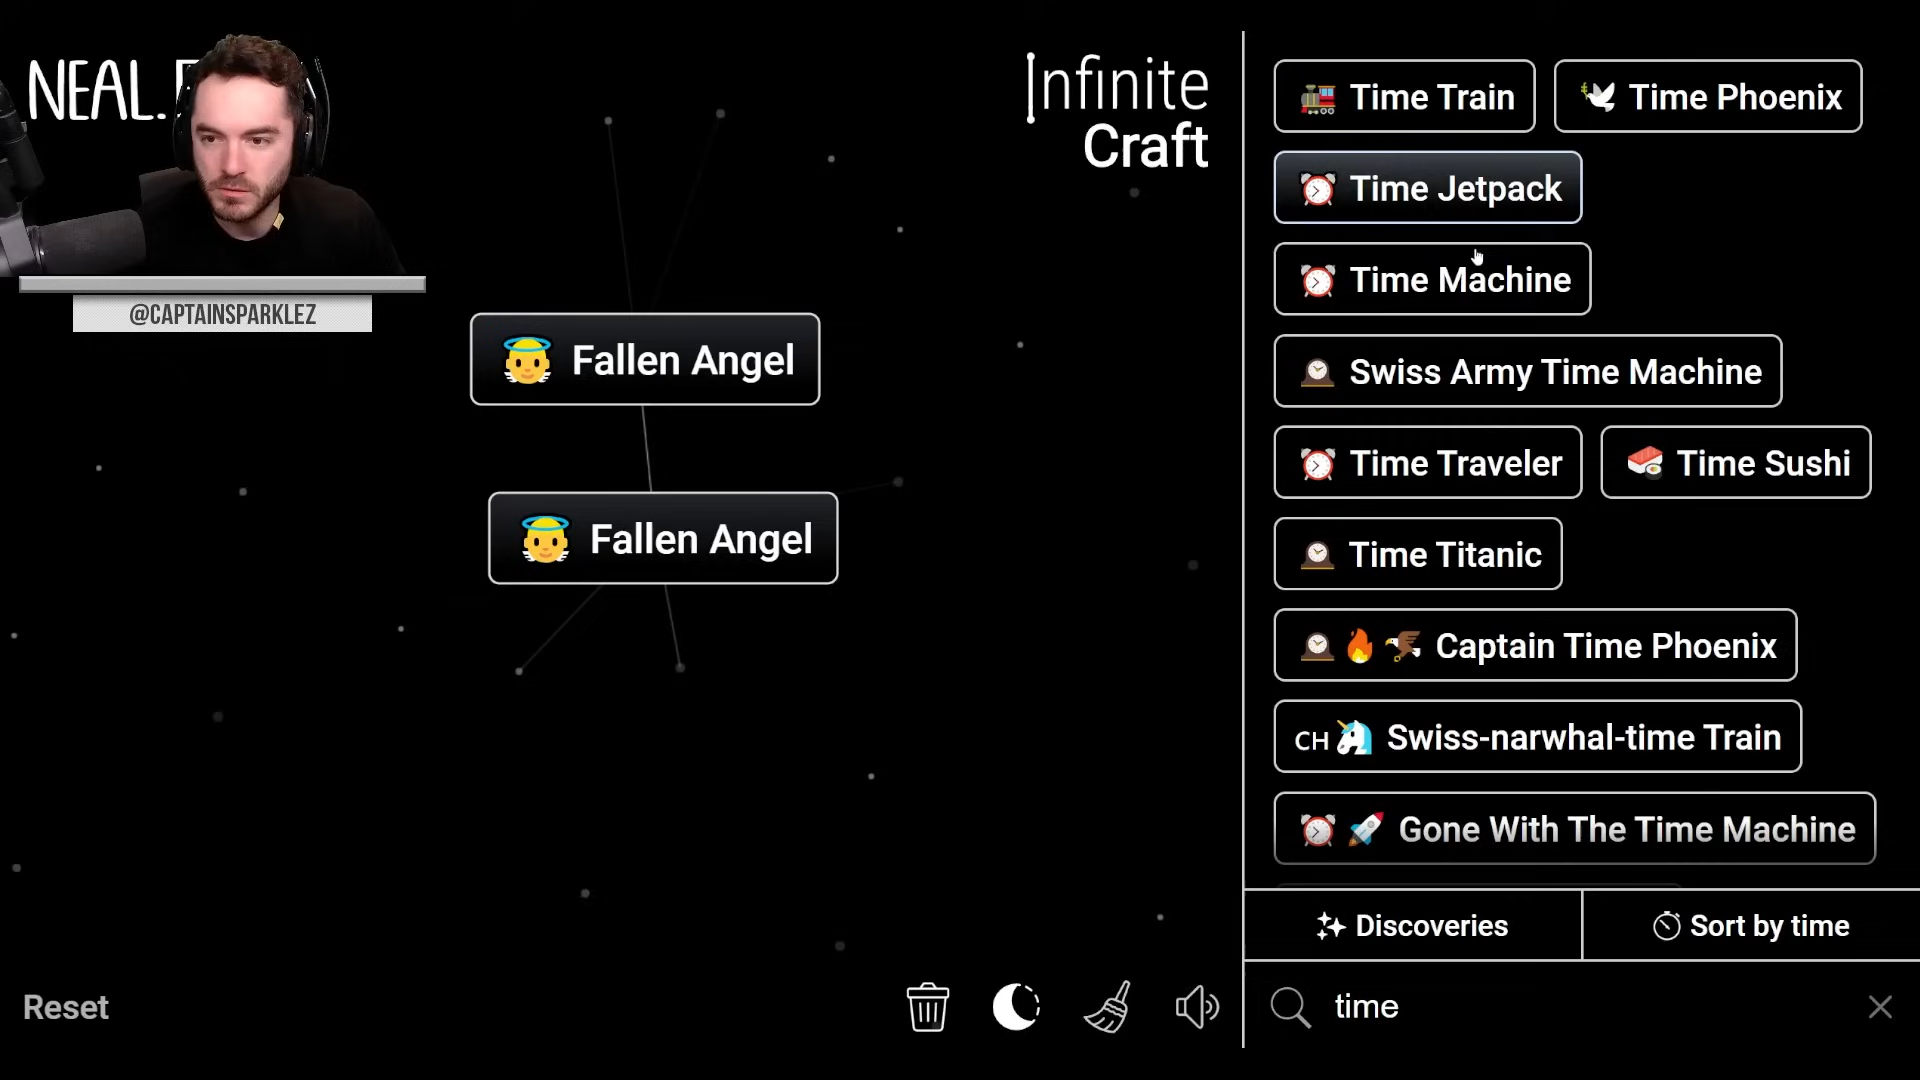 NEAL.
@CAPTAINSPARKLEZ
Infinite
Craft
Fallen Angel
Fallen Angel
Reset
Time Train
Time Phoenix
Time Jetpack
Time Machine
Swiss Army Time Machine
Time Traveler
Time Sushi
Time Titanic
Captain Time Phoenix
CH Swiss-narwhal-time Train
Gone With The Time Machine
Discoveries
Sort by time
time